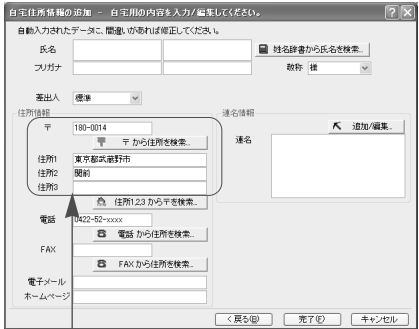 自宅住所情報の追加 － 自宅用の内容を入力/編集してください。
自動入力されたデータに、間違いがあれば修正してください。
氏名
姓名辞書から氏名を検索...
フリガナ
敬称 様
差出人 標準
住所情報
連名情報
〒 180-0014
追加/編集...
〒 から住所を検索...
連名
住所1 東京都武蔵野市
住所2 関前
住所3
住所1,2,3 から〒を検索...
電話 0422-52-xxxx
電話 から住所を検索...
FAX
FAX から住所を検索...
電子メール
ホームページ
< 戻る(B)
完了(F)
キャンセル